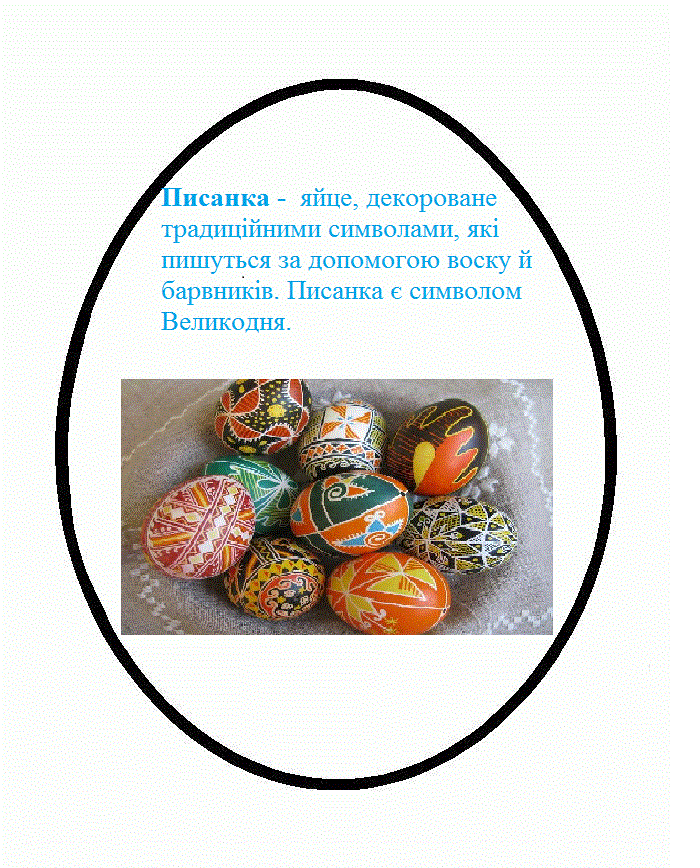 Писанка -  яйце, декороване
традиційними символами, які
пишуться за допомогою воску й
барвників. Писанка є символом
Великодня.